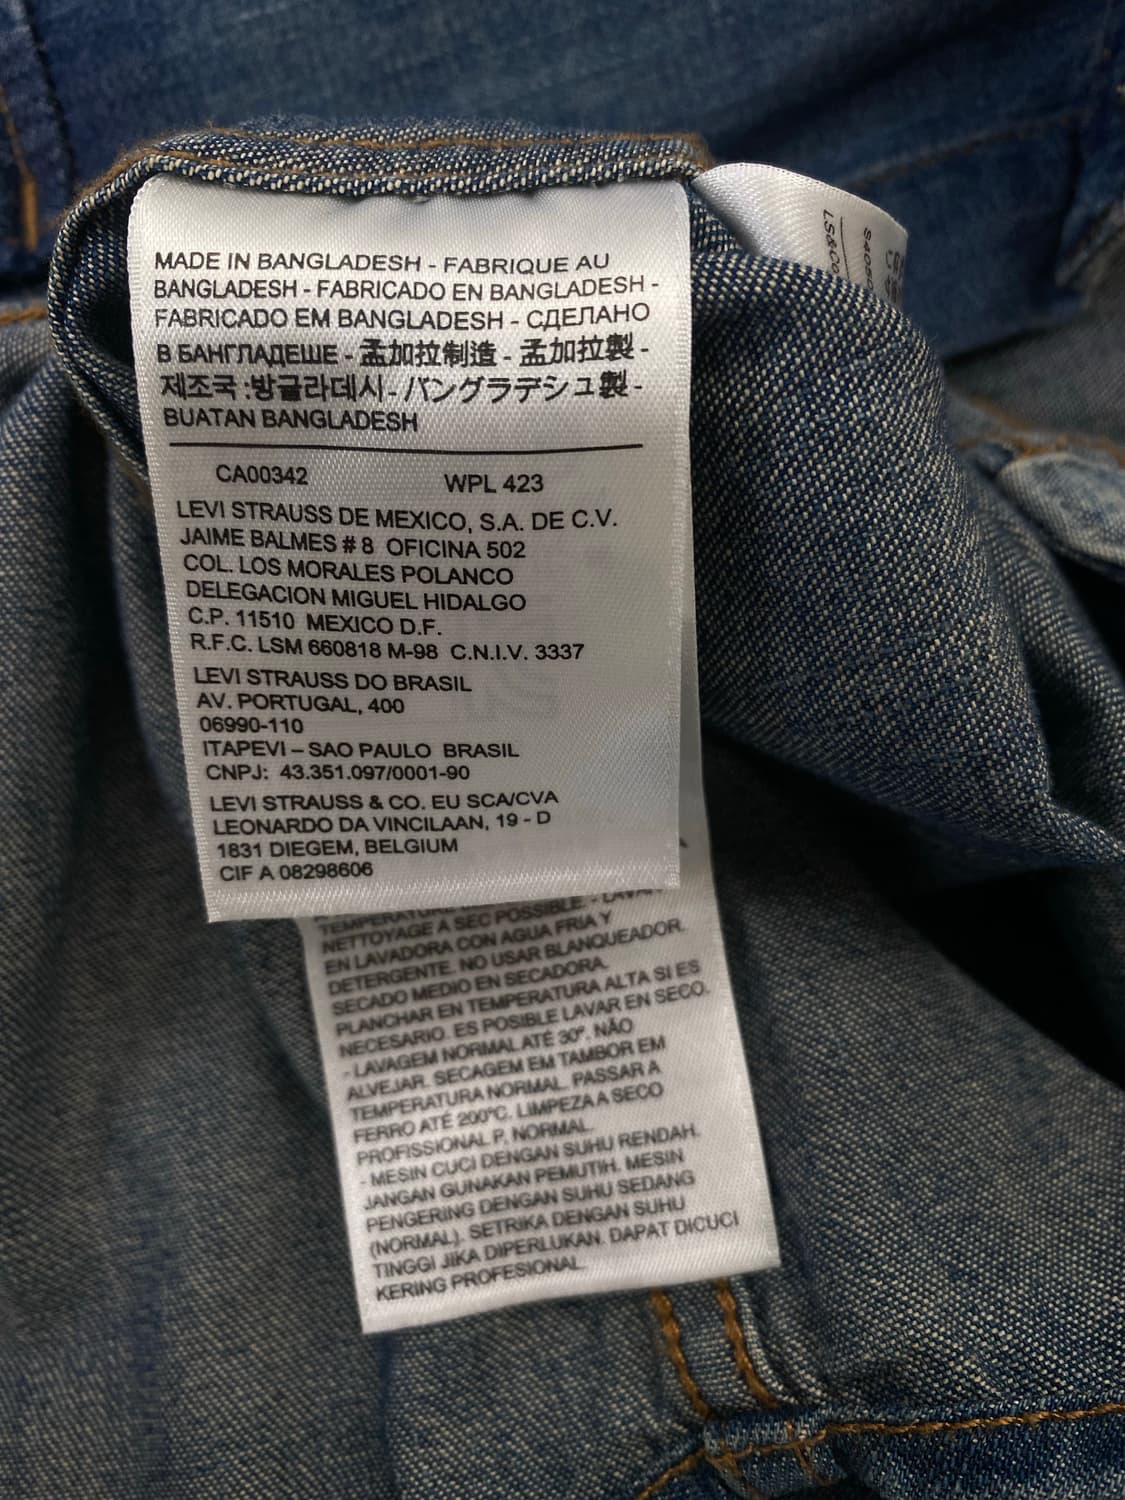 MADE IN BANGLADESH - FABRIQUE AU
BANGLADESH - FABRICADO EN BANGLADESH -
FABRICADO EM BANGLADESH - СДЕЛАНО
В БАНГЛАДЕШЕ - 孟加拉制造 - 孟加拉製 -
제조국 :방글라데시 - バングラデシュ製 -
BUATAN BANGLADESH
CA00342 WPL 423
LEVI STRAUSS DE MEXICO, S.A. DE C.V.
JAIME BALMES # 8 OFICINA 502
COL. LOS MORALES POLANCO
DELEGACION MIGUEL HIDALGO
C.P. 11510 MEXICO D.F.
R.F.C. LSM 660818 M-98 C.N.I.V. 3337
LEVI STRAUSS DO BRASIL
AV. PORTUGAL, 400
06990-110
ITAPEVI – SAO PAULO BRASIL
CNPJ: 43.351.097/0001-90
LEVI STRAUSS & CO. EU SCA/CVA
LEONARDO DA VINCILAAN, 19 - D
1831 DIEGEM, BELGIUM
CIF A 08298606
NETTOYAGE A SEC POSSIBLE. - LAVAR
EN LAVADORA CON AGUA FRIA Y
DETERGENTE. NO USAR BLANQUEADOR.
SECADO MEDIO EN SECADORA.
PLANCHAR EN TEMPERATURA ALTA SI ES
NECESARIO. ES POSIBLE LAVAR EN SECO.
- LAVAGEM NORMAL ATÉ 30º. NÃO
ALVEJAR. SECAGEM EM TAMBOR EM
TEMPERATURA NORMAL. PASSAR A
FERRO ATÉ 200ºC. LIMPEZA A SECO
PROFISSIONAL P, NORMAL.
- MESIN CUCI DENGAN SUHU RENDAH.
JANGAN GUNAKAN PEMUTIH. MESIN
PENGERING DENGAN SUHU SEDANG
(NORMAL). SETRIKA DENGAN SUHU
TINGGI JIKA DIPERLUKAN. DAPAT DICUCI
KERING PROFESIONAL.
LS&Co